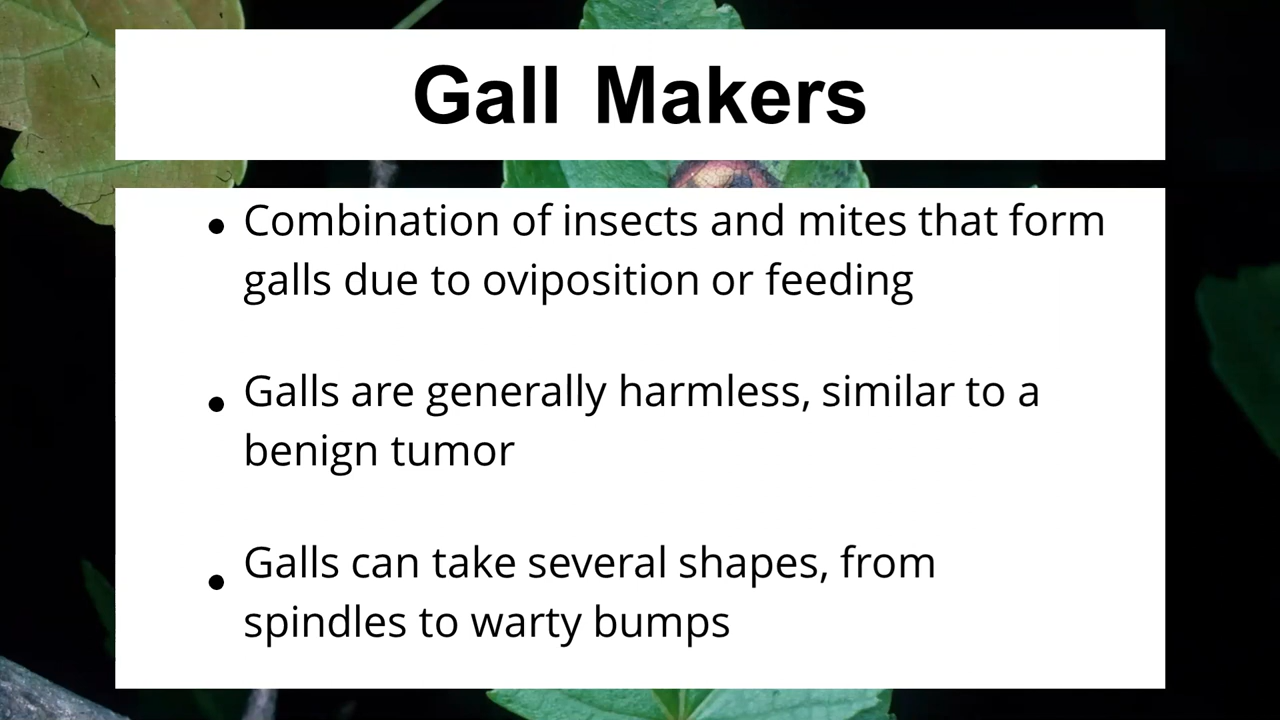 Gall Makers
• Combination of insects and mites that form
galls due to oviposition or feeding
• Galls are generally harmless, similar to a
benign tumor
• Galls can take several shapes, from
spindles to warty bumps